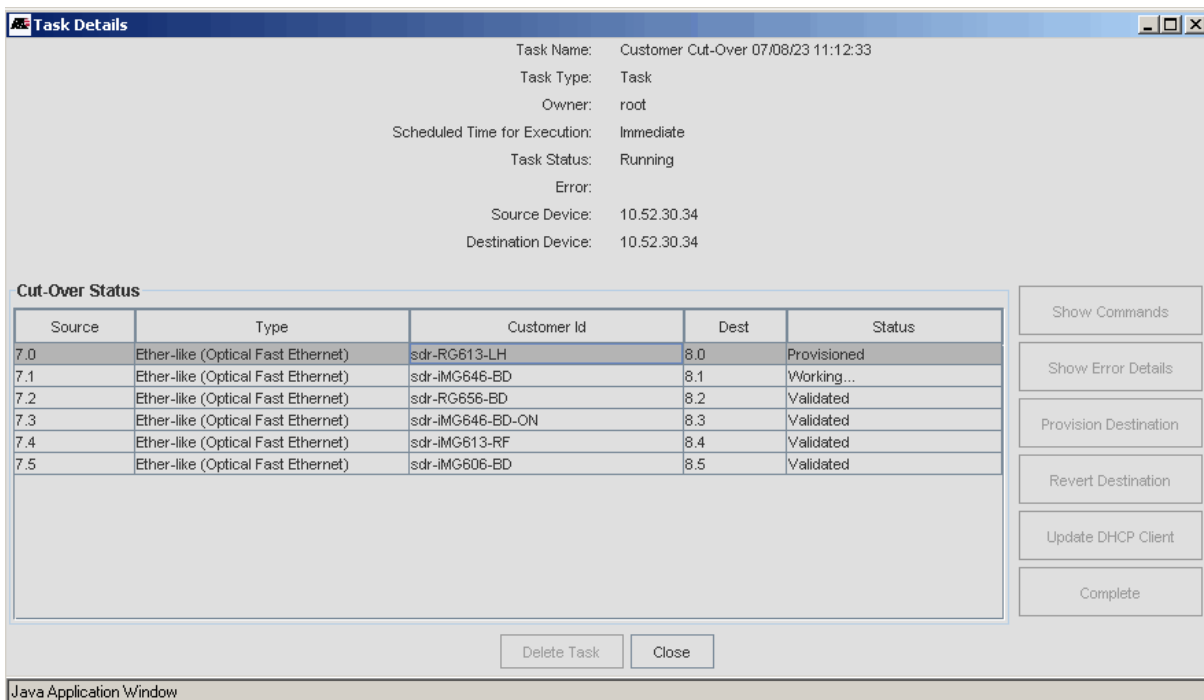 Task Details
Task Name: Customer Cut-Over 07/08/23 11:12:33
Task Type: Task
Owner: root
Scheduled Time for Execution: Immediate
Task Status: Running
Error:
Source Device: 10.52.30.34
Destination Device: 10.52.30.34
Cut-Over Status
Source Type Customer Id Dest Status
7.0 Ether-like (Optical Fast Ethernet) sdr-RG613-LH 8.0 Provisioned
7.1 Ether-like (Optical Fast Ethernet) sdr-iMG646-BD 8.1 Working...
7.2 Ether-like (Optical Fast Ethernet) sdr-RG656-BD 8.2 Validated
7.3 Ether-like (Optical Fast Ethernet) sdr-iMG646-BD-ON 8.3 Validated
7.4 Ether-like (Optical Fast Ethernet) sdr-iMG613-RF 8.4 Validated
7.5 Ether-like (Optical Fast Ethernet) sdr-iMG606-BD 8.5 Validated
Show Commands
Show Error Details
Provision Destination
Revert Destination
Update DHCP Client
Complete
Delete Task Close
Java Application Window